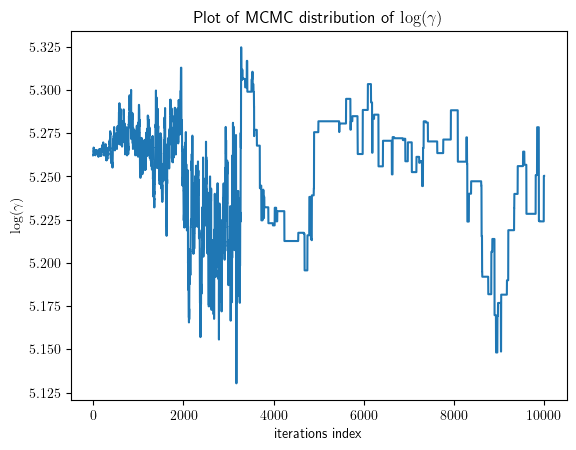 Plot of MCMC distribution of log(γ)
5.325
5.300
5.275
5.250
5.225
5.200
5.175
5.150
5.125
log(γ)
0 2000 4000 6000 8000 10000
iterations index